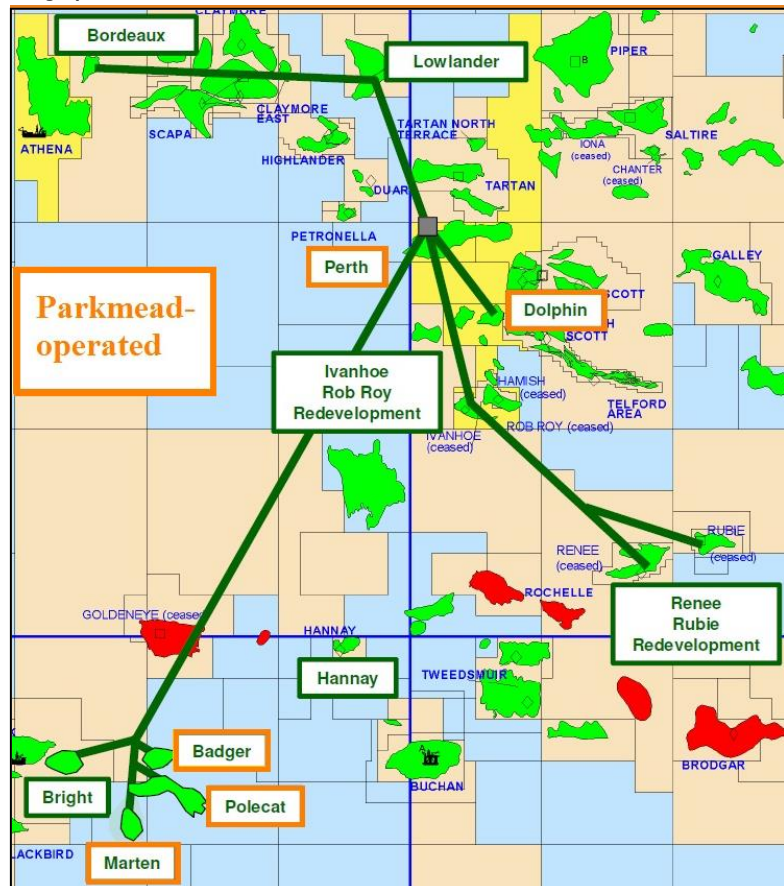 CLAYMORE
Bordeaux
Lowlander
PIPER
B
CLAYMORE
EAST
SCAPA
ATHENA
HIGHLANDER
TARTAN NORTH
TERRACE
IONA
(ceased)
SALTIRE
CHANTER
(ceased)
DUAR
TARTAN
PETRONELLA
Perth
GALLEY
SCOTT
Parkmead-
operated
Dolphin
SCOTT
Ivanhoe
Rob Roy
Redevelopment
HAMISH
(ceased)
TELFORD
AREA
IVANHOE
(ceased)
ROB ROY (ceased)
RENEE
(ceased)
RUBIE
(ceased)
ROCHELLE
GOLDENEYE (ceased)
Renee
Rubie
Redevelopment
HANNAY
Hannay
TWEEDSMUIR
Badger
A
BRODGAR
Bright
Polecat
BUCHAN
Marten
LACKBIRD